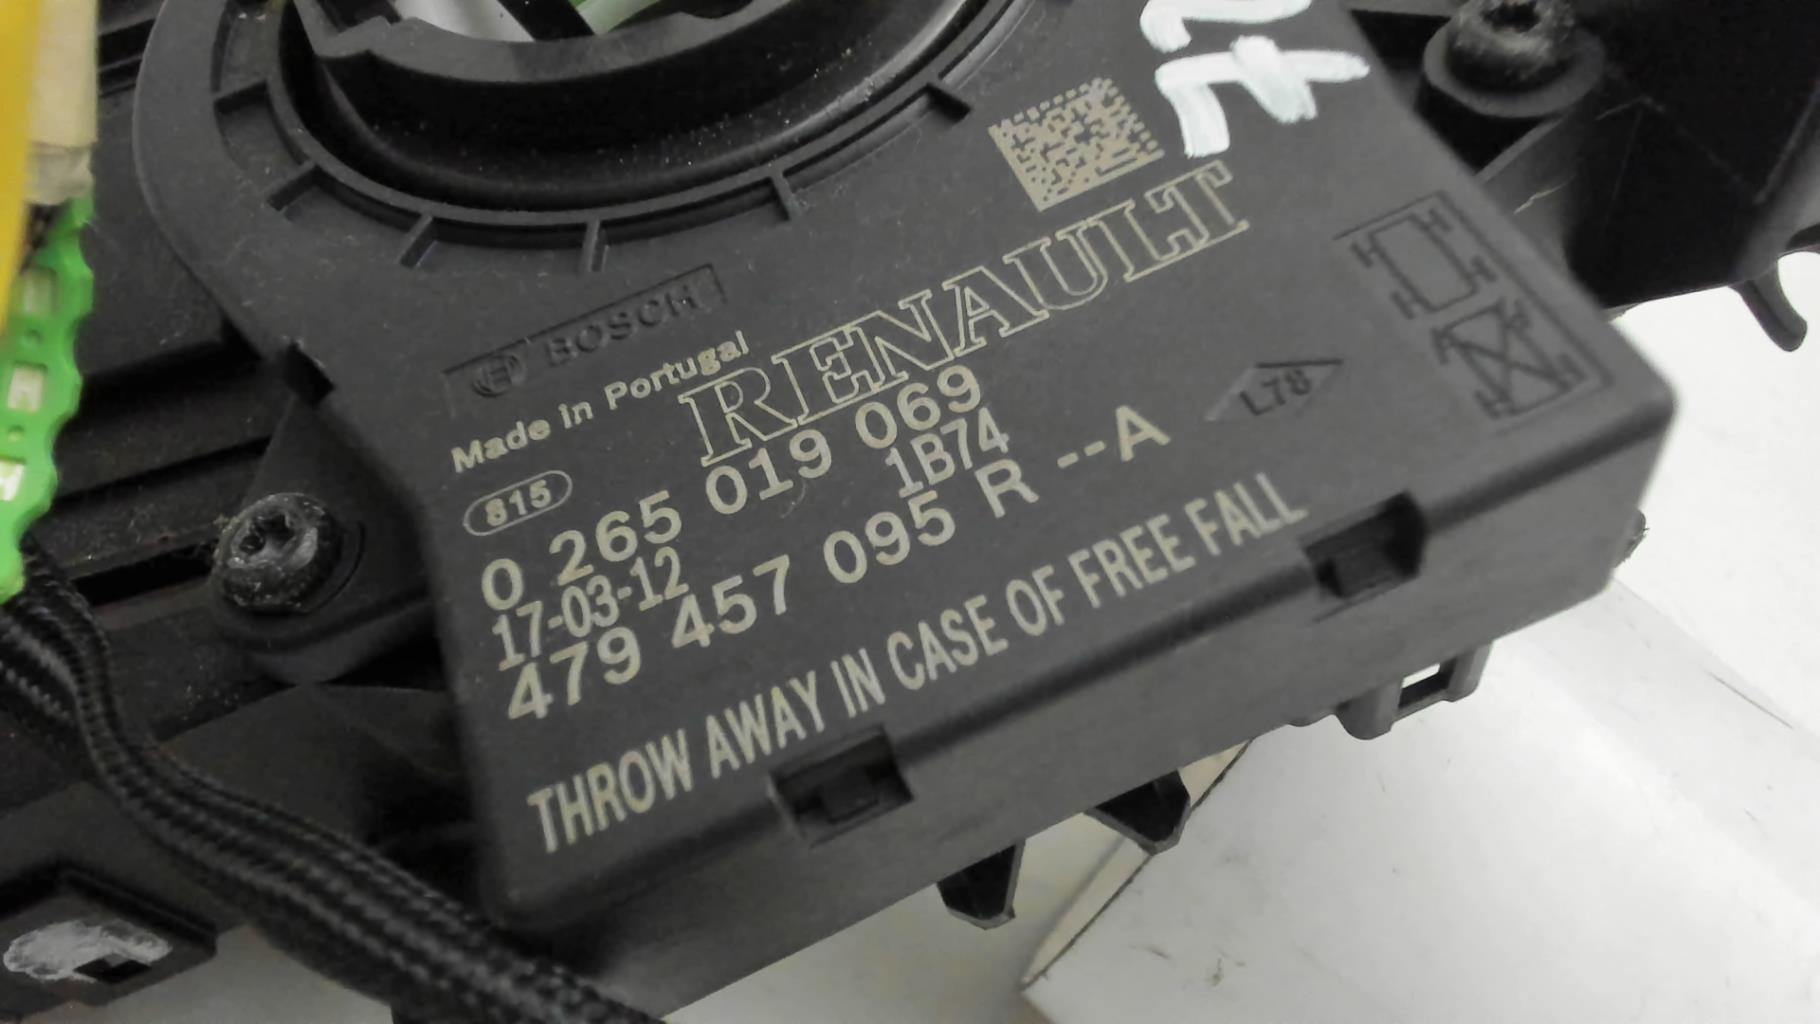 BOSCH
Made in Portugal
RENAULT
815
0 265 019 069
17-03-12 1B74
479 457 095 R --A
L78
THROW AWAY IN CASE OF FREE FALL